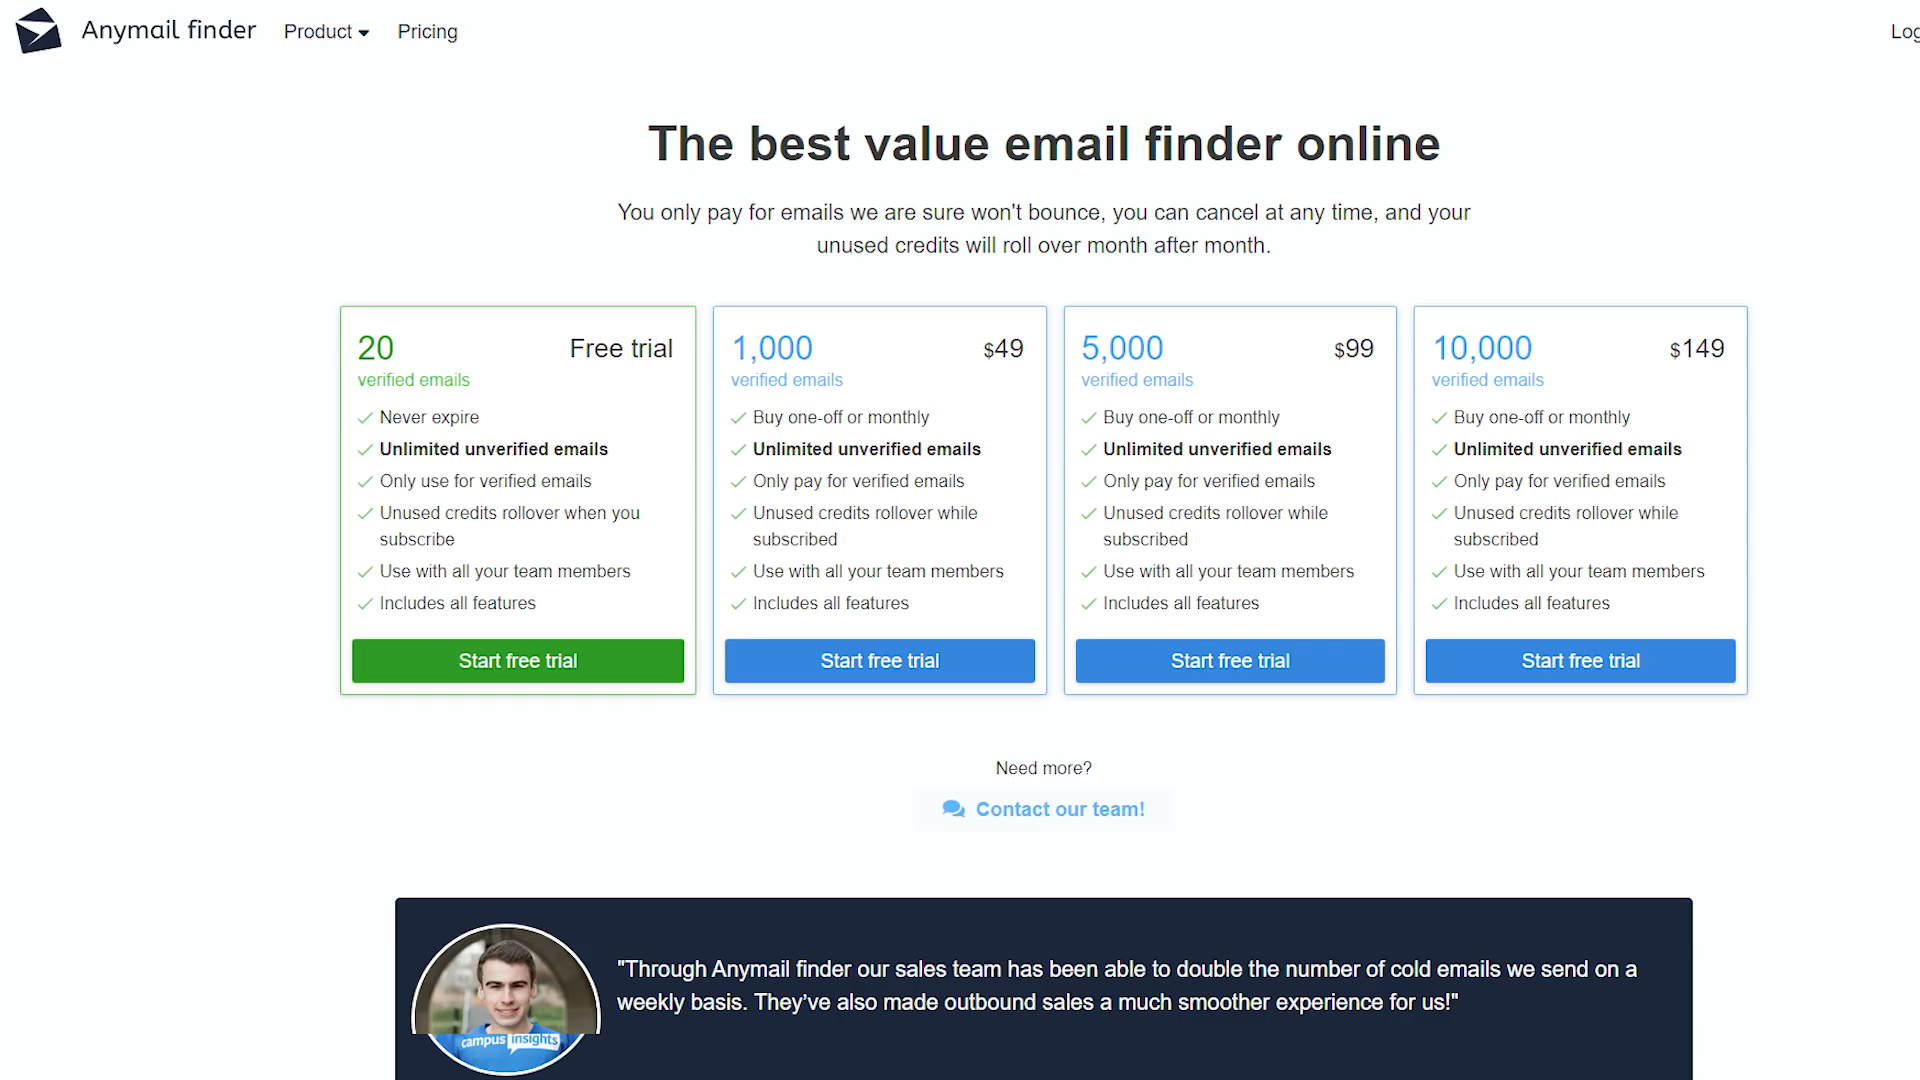 Anymail finder Product Pricing Log
The best value email finder online
You only pay for emails we are sure won't bounce, you can cancel at any time, and your
unused credits will roll over month after month.
20 Free trial
verified emails
Never expire
Unlimited unverified emails
Only use for verified emails
Unused credits rollover when you
subscribe
Use with all your team members
Includes all features
Start free trial
1,000 $49
verified emails
Buy one-off or monthly
Unlimited unverified emails
Only pay for verified emails
Unused credits rollover while
subscribed
Use with all your team members
Includes all features
Start free trial
5,000 $99
verified emails
Buy one-off or monthly
Unlimited unverified emails
Only pay for verified emails
Unused credits rollover while
subscribed
Use with all your team members
Includes all features
Start free trial
10,000 $149
verified emails
Buy one-off or monthly
Unlimited unverified emails
Only pay for verified emails
Unused credits rollover while
subscribed
Use with all your team members
Includes all features
Start free trial
Need more?
Contact our team!
"Through Anymail finder our sales team has been able to double the number of cold emails we send on a
weekly basis. They’ve also made outbound sales a much smoother experience for us!"
campus insights